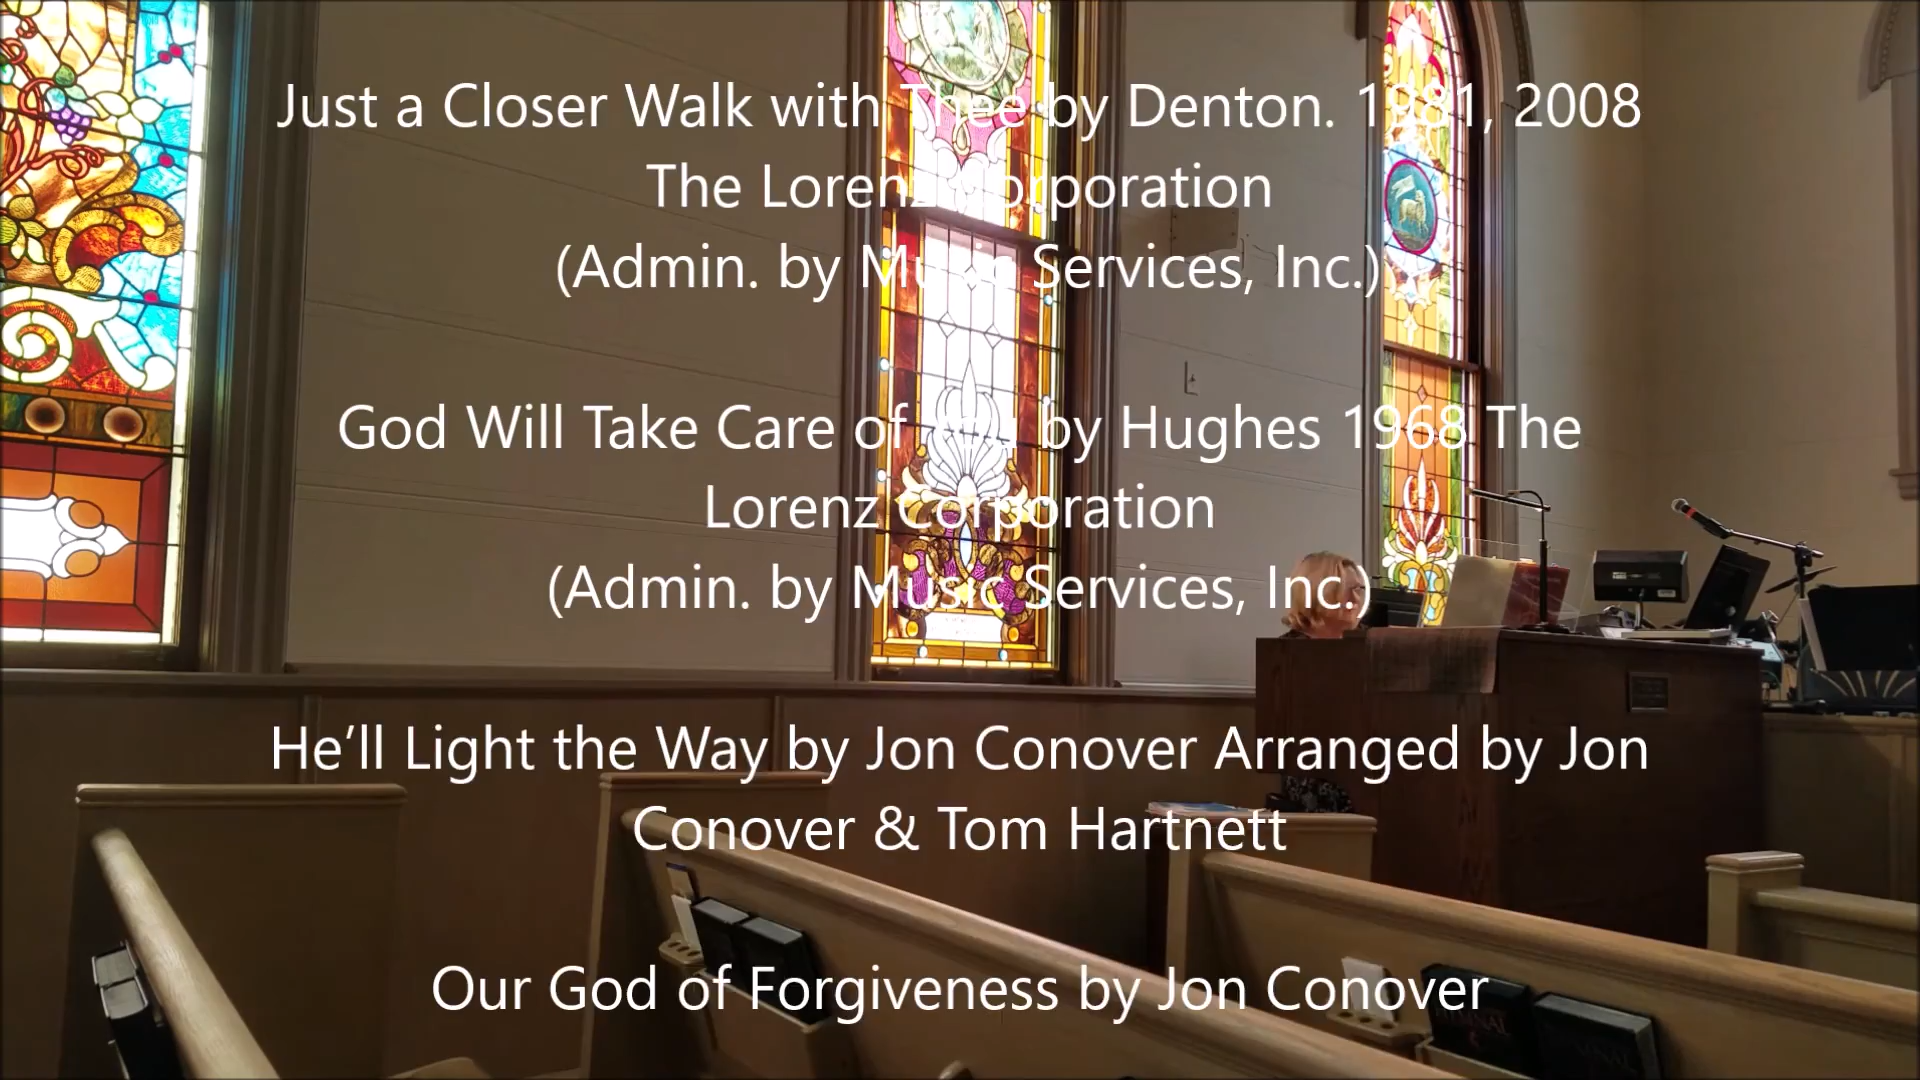 Just a Closer Walk with Thee by Denton. 1981, 2008
The Lorenz Corporation
(Admin. by Music Services, Inc.)
God Will Take Care of You by Hughes 1968 The
Lorenz Corporation
(Admin. by Music Services, Inc.)
He’ll Light the Way by Jon Conover Arranged by Jon
Conover & Tom Hartnett
Our God of Forgiveness by Jon Conover
HYMNAL